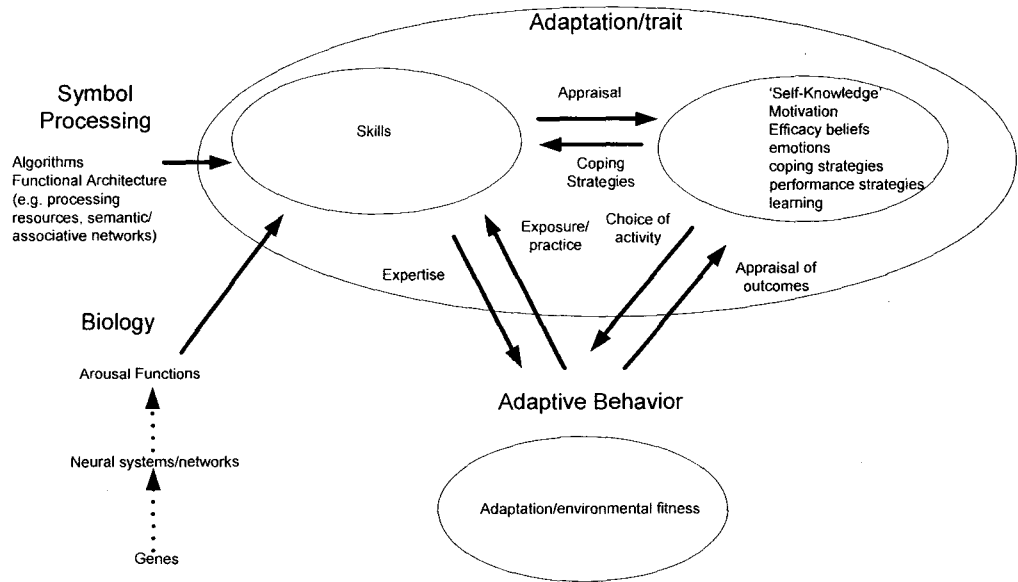 Adaptation/trait
Symbol
Processing
Algorithms
Functional Architecture
(e.g. processing
resources, semantic/
associative networks)
Skills
Appraisal
Coping
Strategies
'Self-Knowledge'
Motivation
Efficacy beliefs
emotions
coping strategies
performance strategies
learning
Expertise
Exposure/
practice
Choice of
activity
Appraisal of
outcomes
Biology
Arousal Functions
Neural systems/networks
Genes
Adaptive Behavior
Adaptation/environmental fitness